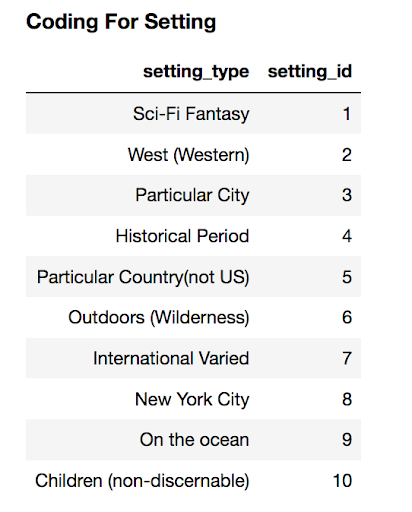 Coding For Setting
setting_type setting_id
Sci-Fi Fantasy 1
West (Western) 2
Particular City 3
Historical Period 4
Particular Country(not US) 5
Outdoors (Wilderness) 6
International Varied 7
New York City 8
On the ocean 9
Children (non-discernable) 10